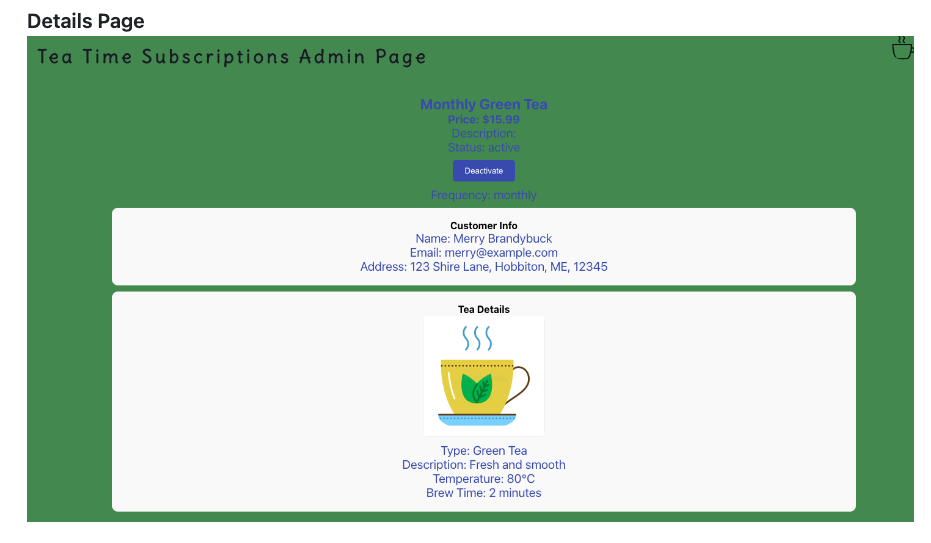 Details Page
Tea Time Subscriptions Admin Page
Monthly Green Tea
Price: $15.99
Description:
Status: active
Deactivate
Frequency: monthly
Customer Info
Name: Merry Brandybuck
Email: merry@example.com
Address: 123 Shire Lane, Hobbiton, ME, 12345
Tea Details
Type: Green Tea
Description: Fresh and smooth
Temperature: 80°C
Brew Time: 2 minutes